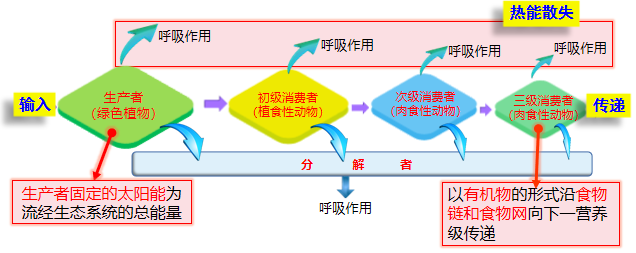 热能散失
呼吸作用
呼吸作用
呼吸作用
呼吸作用
输入
生产者
（绿色植物）
初级消费者
（植食性动物）
次级消费者
（肉食性动物）
三级消费者
（肉食性动物）
传递
分解者
生产者固定的太阳能为
流经生态系统的总能量
呼吸作用
以有机物的形式沿食物
链和食物网向下一营养
级传递